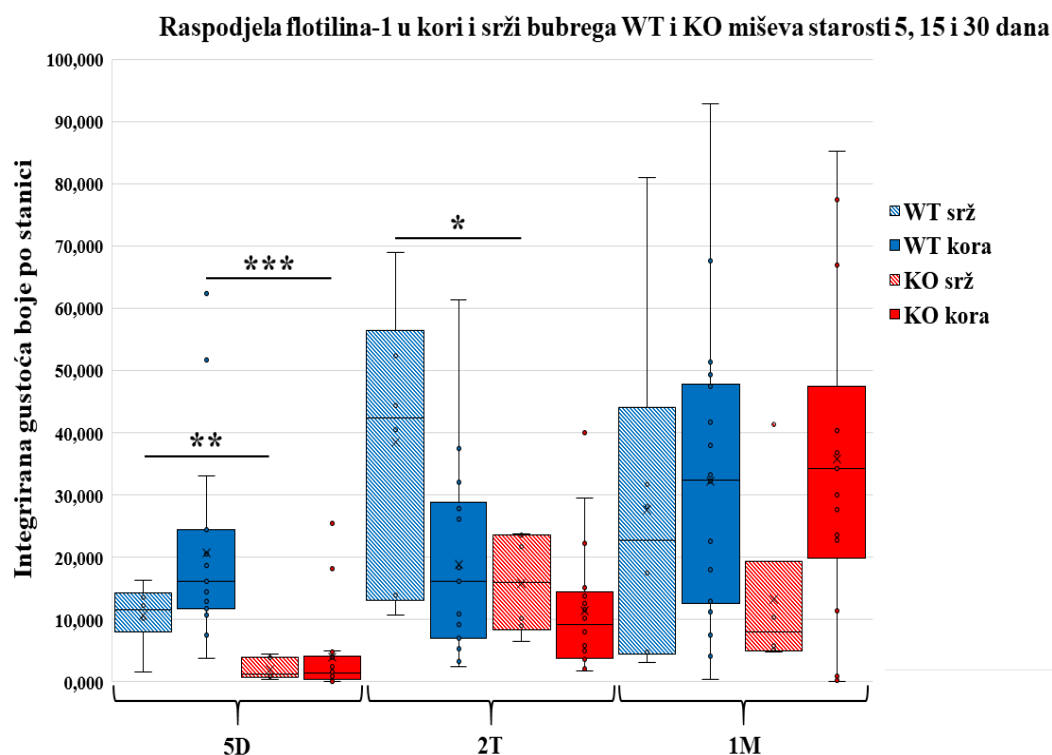 Raspodjela flotilina-1 u kori i srži bubrega WT i KO miševa starosti 5, 15 i 30 dana
Integrirana gustoća boje po stanici
100,000
90,000
80,000
70,000
60,000
50,000
40,000
30,000
20,000
10,000
0,000
***
**
*
WT srž
WT kora
KO srž
KO kora
5D
2T
1M